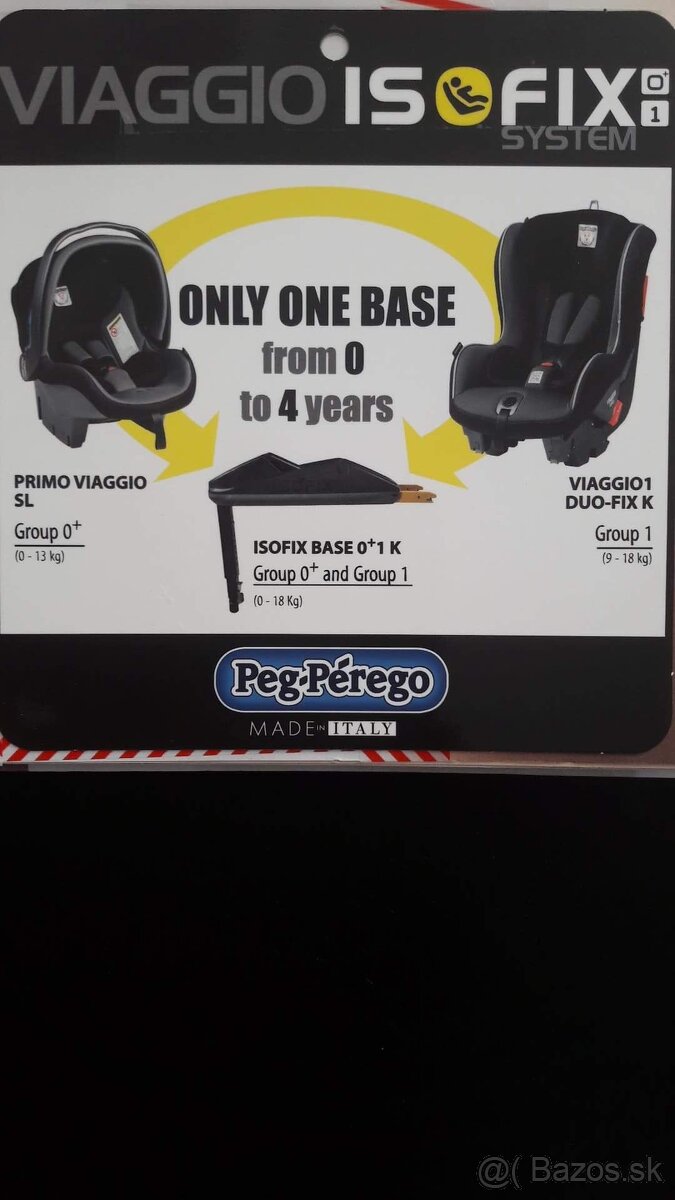 VIAGGIO ISOFIX 0+ 1
SYSTEM
ONLY ONE BASE
from 0
to 4 years
PRIMO VIAGGIO
SL
Group 0+
(0 - 13 kg)
VIAGGIO1
DUO-FIX K
Group 1
(9 - 18 kg)
ISOFIX BASE 0+1 K
Group 0+ and Group 1
(0 - 18 Kg)
Peg-Pérego
MADE IN ITALY
@( Bazos.sk